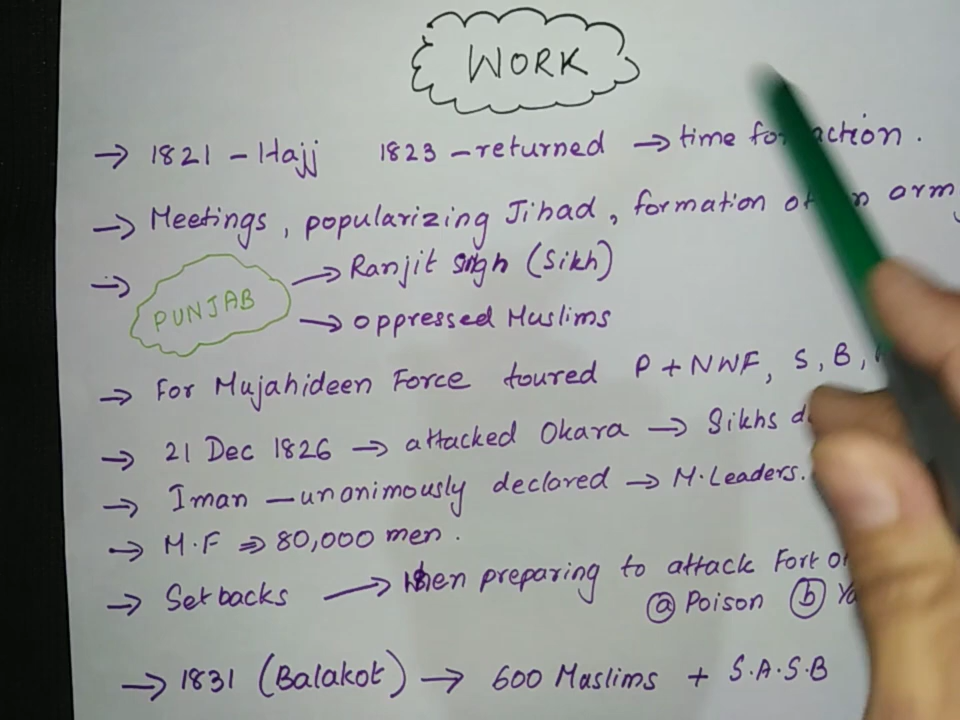 WORK
→ 1821 - Hajj 1823 - returned → time for action.
→ Meetings, popularizing Jihad, formation of an
→ PUNJAB → Ranjit Singh (Sikh)
→ oppressed Muslims
→ For Mujahideen Force toured P + NWF, S, B,
→ 21 Dec 1826 → attacked Okara → Sikhs
→ Iman - unanimously declared → M. Leaders.
→ M.F ⇒ 80,000 men.
→ Setbacks → When preparing to attack Fort
ⓐ Poison ⓑ
→ 1831 (Balakot) → 600 Muslims + S.A.S.B